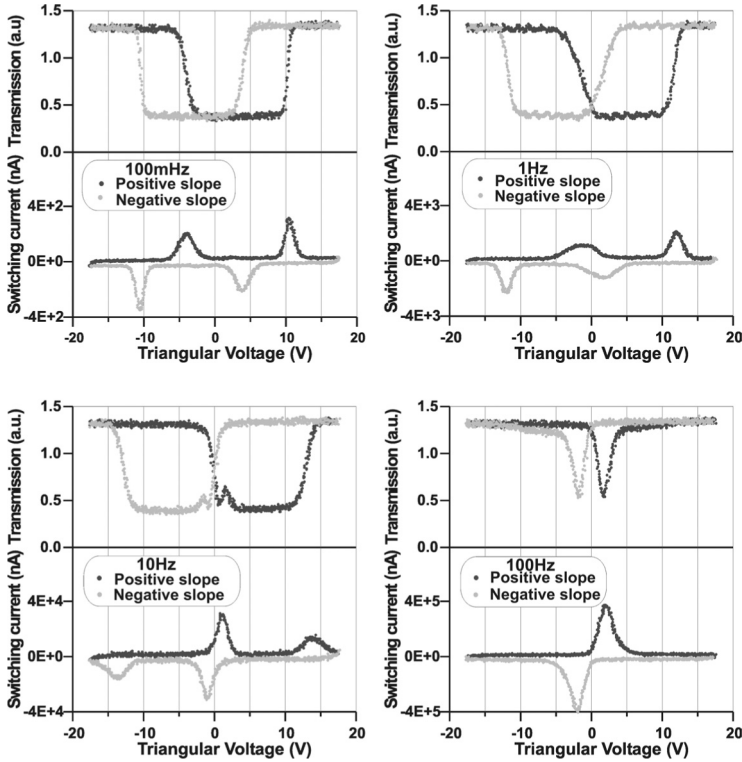 1.5
1.0
0.5
0.0
Transmission (a.u)
100mHz
Positive slope
Negative slope
4E+2
0E+0
-4E+2
Switching current (nA)
-20 -10 0 10 20
Triangular Voltage (V)
1.5
1.0
0.5
0.0
Transmission (a.u.)
1Hz
Positive slope
Negative slope
4E+3
0E+0
-4E+3
Switching current (nA)
-20 -10 0 10 20
Triangular Voltage (V)
1.5
1.0
0.5
0.0
Transmission (a.u.)
10Hz
Positive slope
Negative slope
4E+4
0E+0
-4E+4
Switching current (nA)
-20 -10 0 10 20
Triangular Voltage (V)
1.5
1.0
0.5
0.0
Transmission (a.u.)
100Hz
Positive slope
Negative slope
4E+5
0E+0
-4E+5
Switching current (nA)
-20 -10 0 10 20
Triangular Voltage (V)